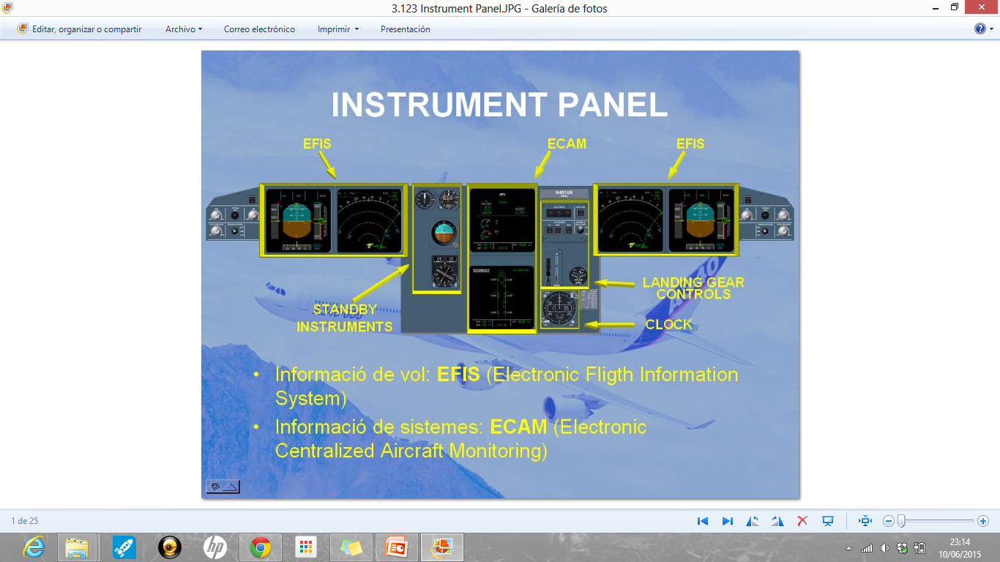 3.123 Instrument Panel.JPG - Galería de fotos
Editar, organizar o compartir Archivo Correo electrónico Imprimir Presentación
INSTRUMENT PANEL
EFIS ECAM EFIS
N401UA
LANDING GEAR
CONTROLS
STANDBY
INSTRUMENTS
CLOCK
• Informació de vol: EFIS (Electronic Fligth Information
System)
• Informació de sistemes: ECAM (Electronic
Centralized Aircraft Monitoring)
1 de 25
23:14
10/06/2015